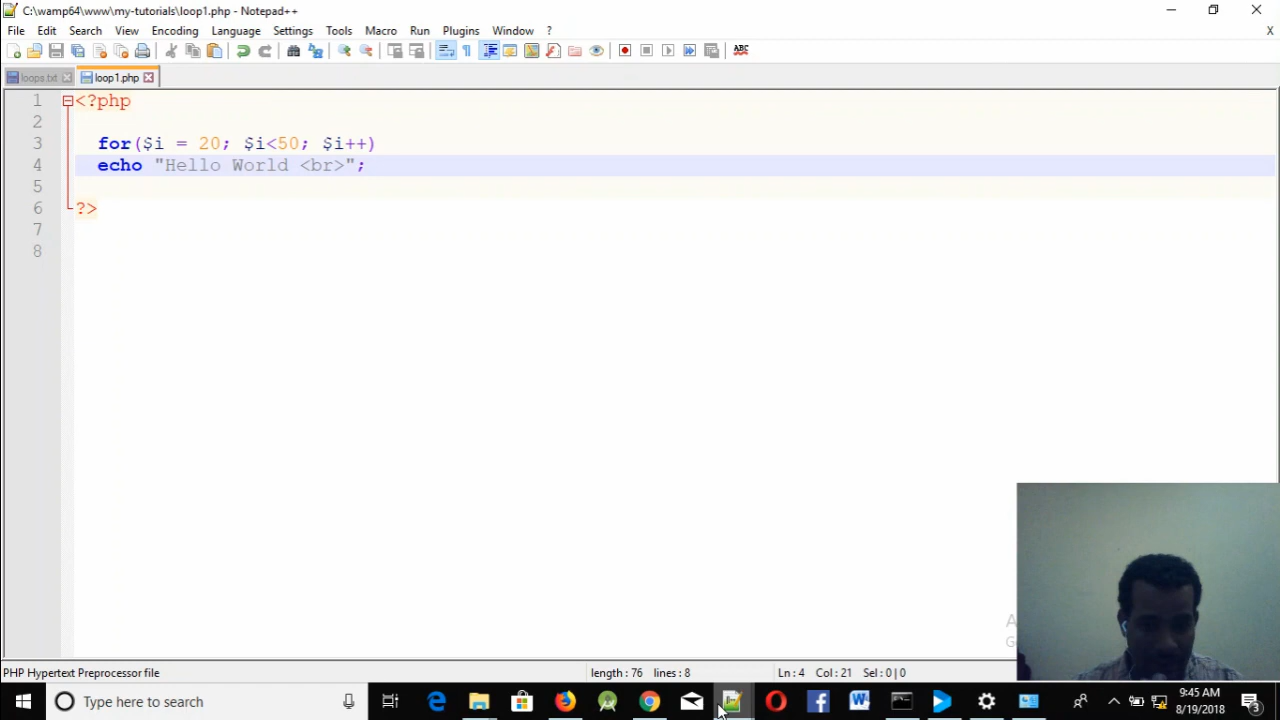 C:\wamp64\www\my-tutorials\loop1.php - Notepad++
File Edit Search View Encoding Language Settings Tools Macro Run Plugins Window ? X
ABC
loops.txt loop1.php
1 <?php
2
3 for($i = 20; $i<50; $i++)
4 echo "Hello World <br>";
5
6 ?>
7
8
PHP Hypertext Preprocessor file length : 76 lines : 8 Ln : 4 Col : 21 Sel : 0 | 0
Type here to search
9:45 AM
8/19/2018
3